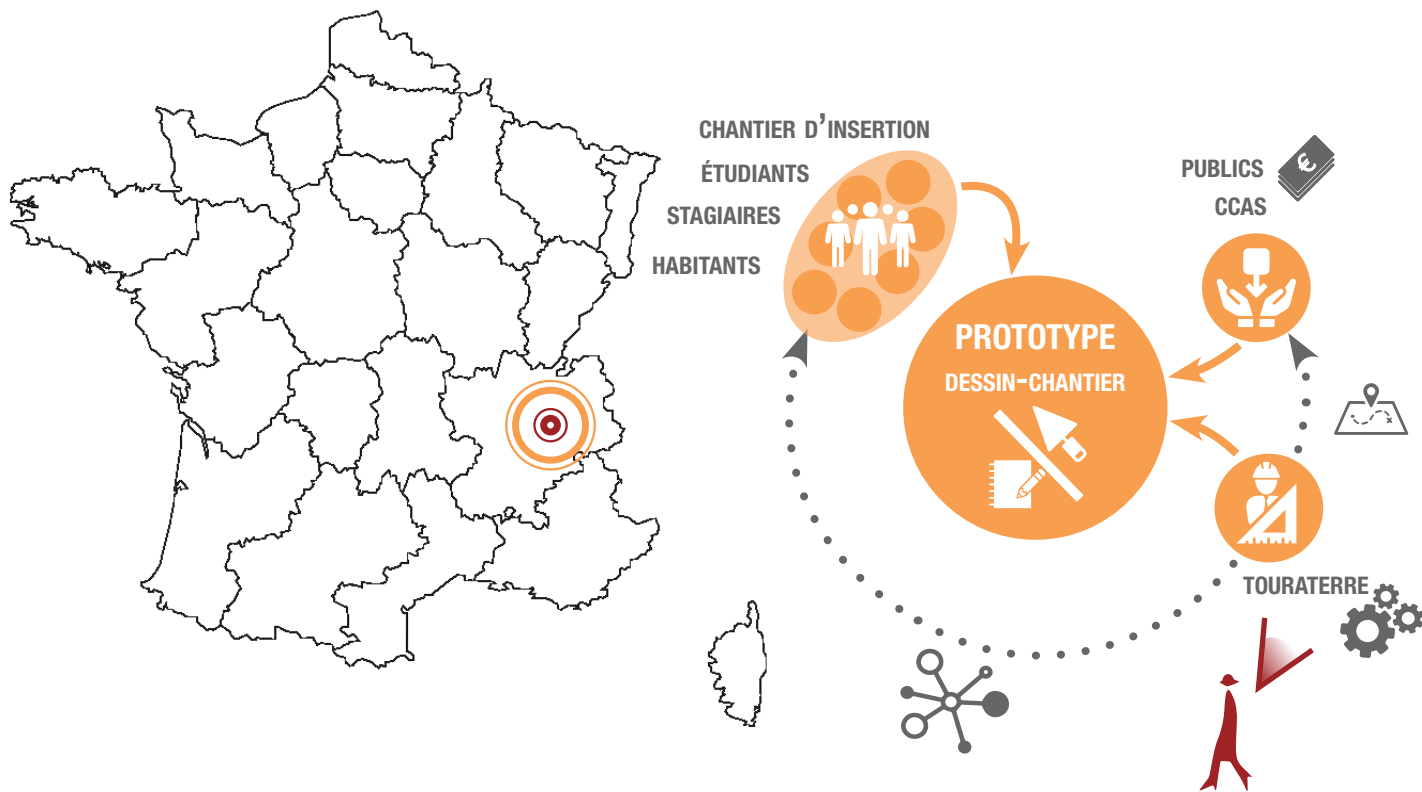 CHANTIER D'INSERTION
ÉTUDIANTS
STAGIAIRES
HABITANTS
PUBLICS
€
CCAS
PROTOTYPE
DESSIN-CHANTIER
TOURATERRE